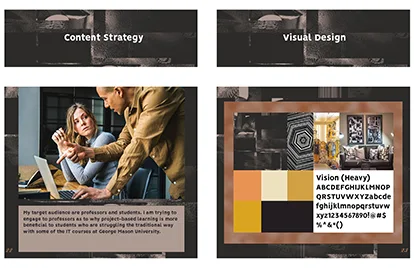 Content Strategy
Visual Design
My target audience are professors and students. I am trying to
engage to professors as to why project-based learning is more
beneficial to students who are struggling the traditional way
with some of the IT courses at George Mason University.
Vision (Heavy)
ABCDEFGHIJKLMNOP
QRSTUVWXYZabcde
fghijklmnopqrstuvw
xyz1234567890!@#$
%^&*()